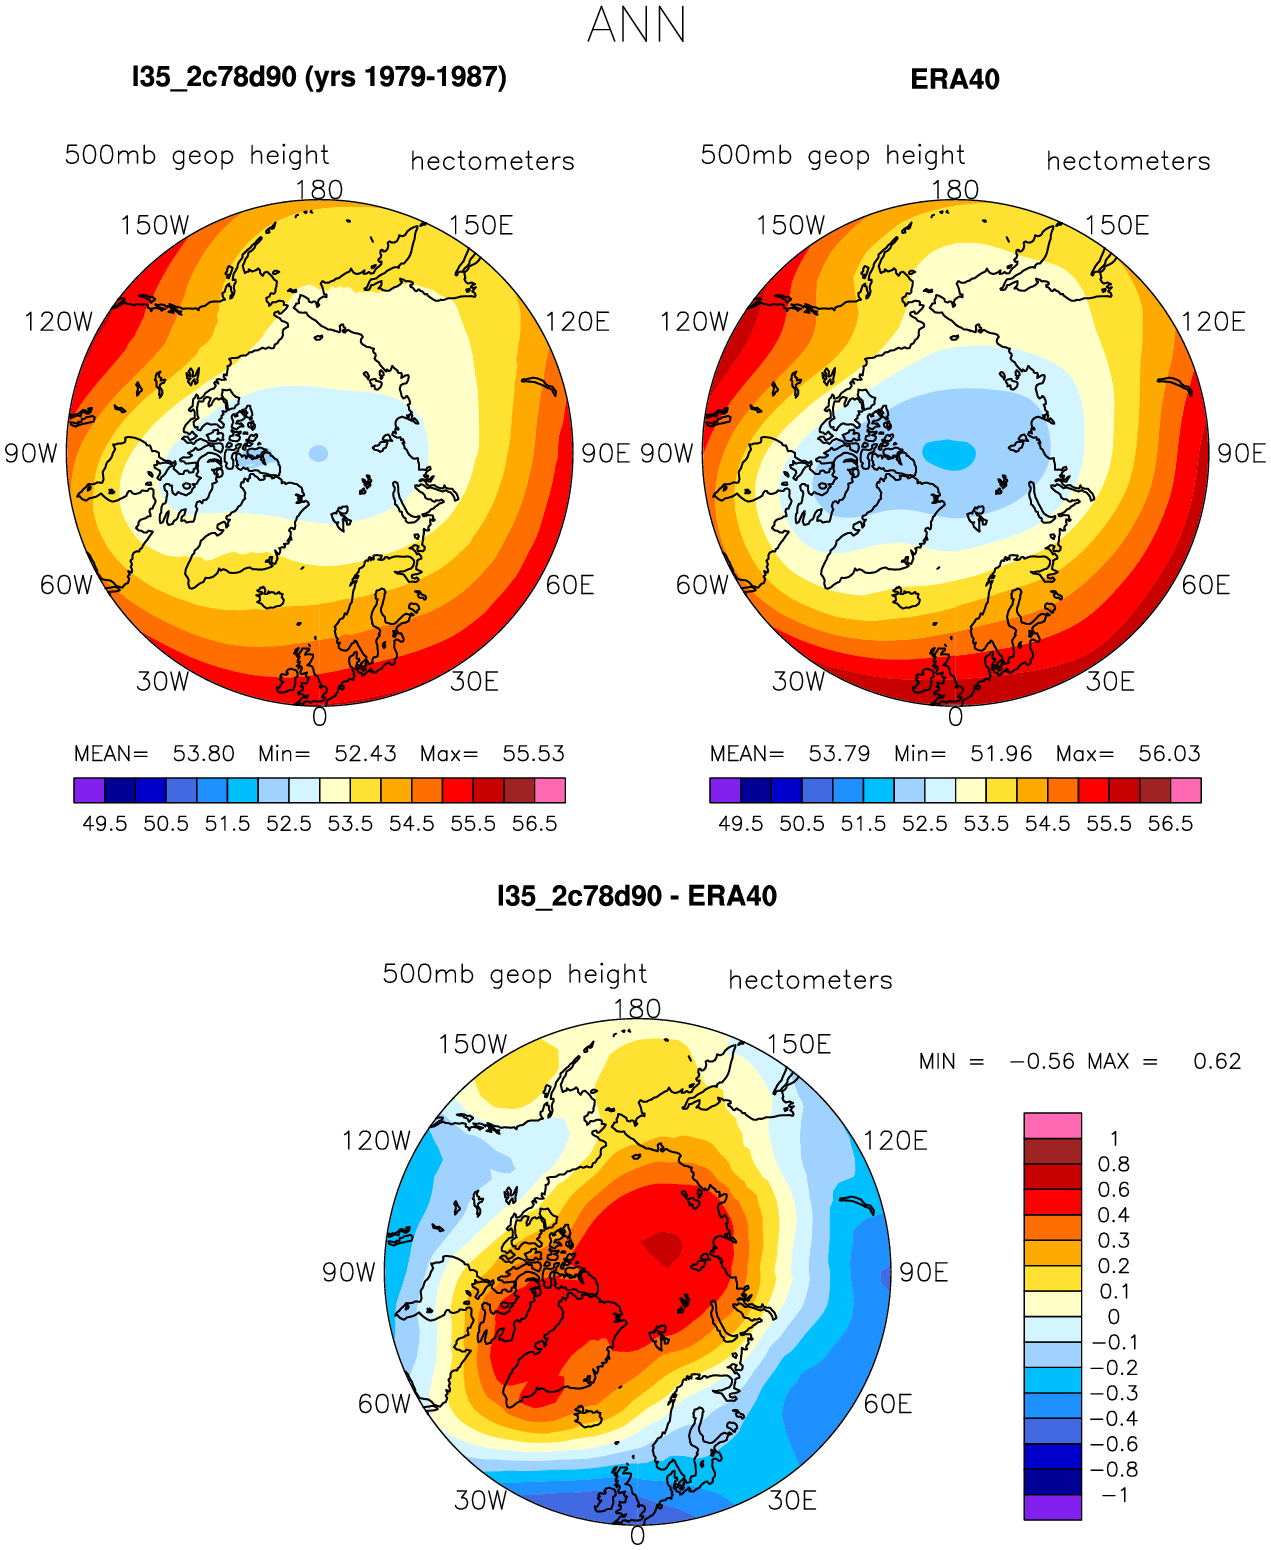 ANN
I35_2c78d90 (yrs 1979-1987)
ERA40
500mb geop height hectometers
500mb geop height hectometers
180
180
150W 150E
150W 150E
120W 120E
120W 120E
90W 90E
90W 90E
60W 60E
60W 60E
30W 30E
30W 30E
0
0
MEAN= 53.80 Min= 52.43 Max= 55.53
MEAN= 53.79 Min= 51.96 Max= 56.03
49.5 50.5 51.5 52.5 53.5 54.5 55.5 56.5
49.5 50.5 51.5 52.5 53.5 54.5 55.5 56.5
I35_2c78d90 - ERA40
500mb geop height hectometers
180
150W 150E
MIN = -0.56 MAX = 0.62
120W 120E
90W 90E
60W 60E
30W 30E
0
1
0.8
0.6
0.4
0.3
0.2
0.1
0
-0.1
-0.2
-0.3
-0.4
-0.6
-0.8
-1